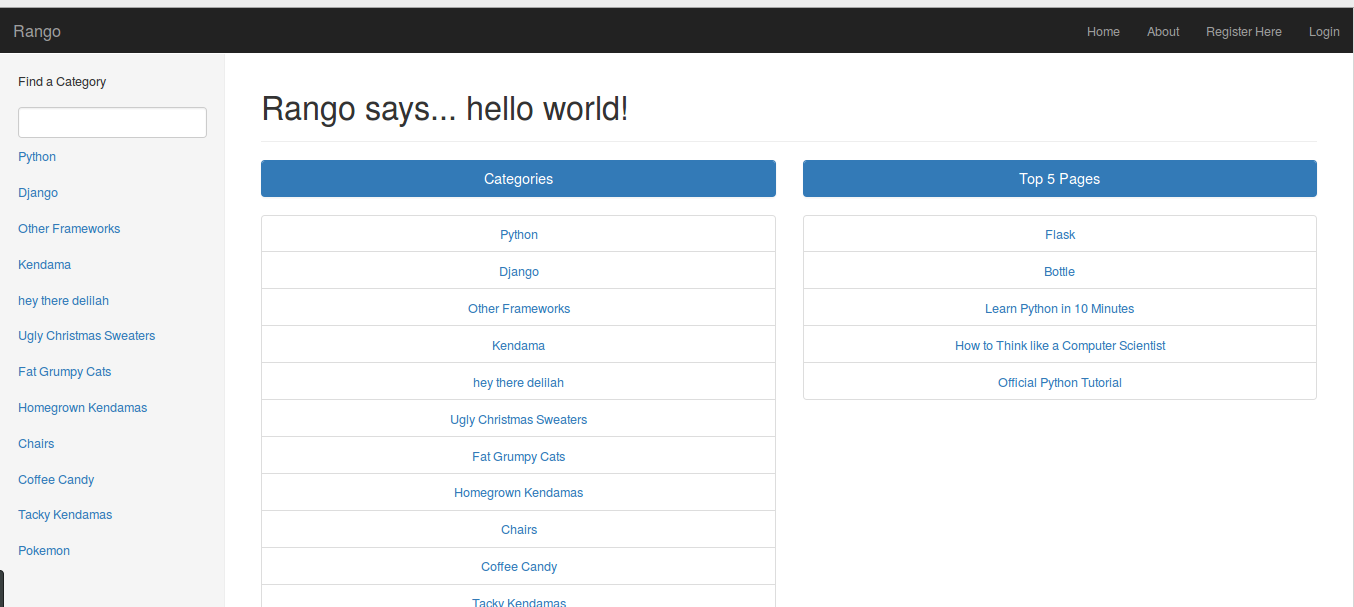 Rango
Home About Register Here Login
Find a Category
Python
Django
Other Frameworks
Kendama
hey there delilah
Ugly Christmas Sweaters
Fat Grumpy Cats
Homegrown Kendamas
Chairs
Coffee Candy
Tacky Kendamas
Pokemon
Rango says... hello world!
Categories
Python
Django
Other Frameworks
Kendama
hey there delilah
Ugly Christmas Sweaters
Fat Grumpy Cats
Homegrown Kendamas
Chairs
Coffee Candy
Tacky Kendamas
Top 5 Pages
Flask
Bottle
Learn Python in 10 Minutes
How to Think like a Computer Scientist
Official Python Tutorial